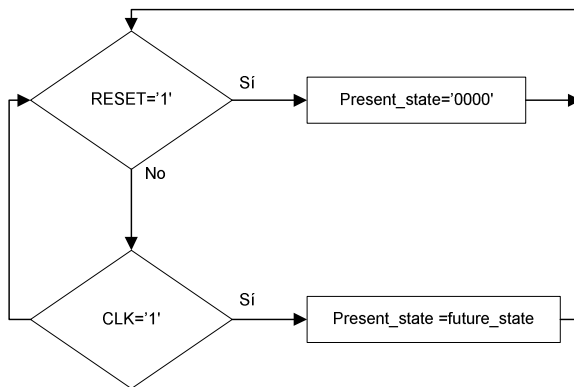 RESET='1'
Sí
Present_state='0000'
No
CLK='1'
Sí
Present_state =future_state